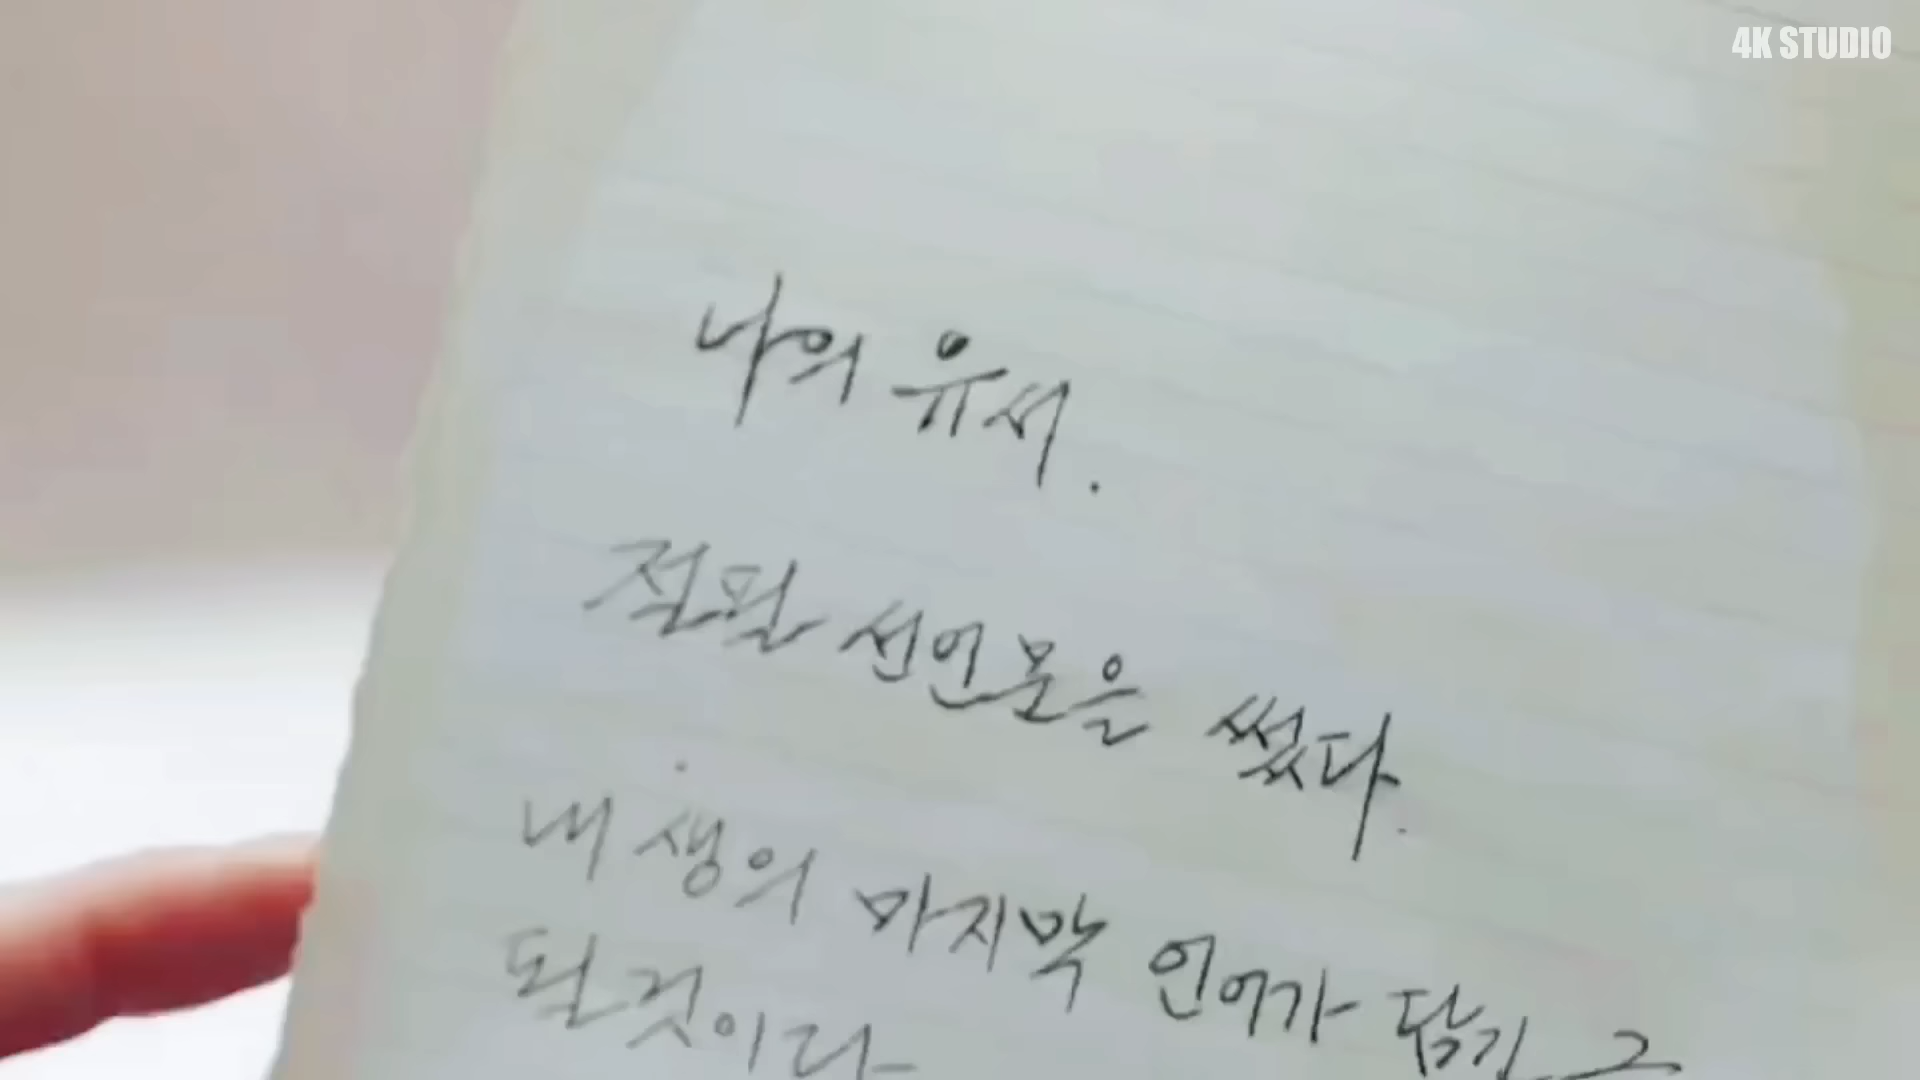 4K STUDIO
나의 유서.
절필 선언문을 썼다.
내 생의 마지막 언어가 담긴 그
될 것이다